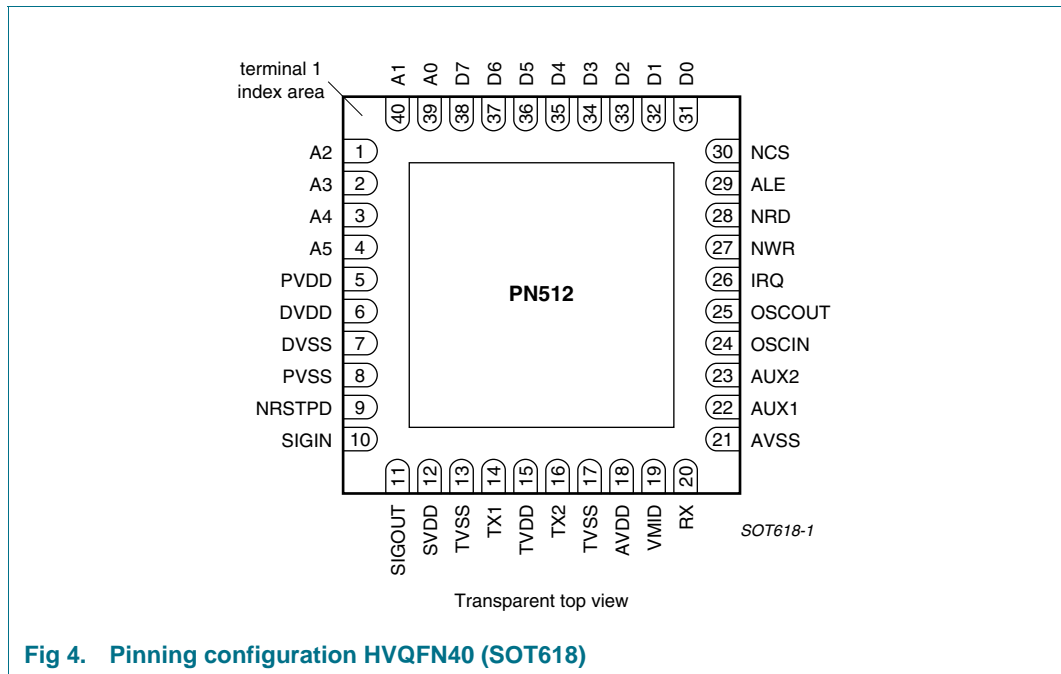 terminal 1
index area
A1
A0
D7
D6
D5
D4
D3
D2
D1
D0
40
39
38
37
36
35
34
33
32
31
A2 1
A3 2
A4 3
A5 4
PVDD 5
DVDD 6
DVSS 7
PVSS 8
NRSTPD 9
SIGIN 10
PN512
30 NCS
29 ALE
28 NRD
27 NWR
26 IRQ
25 OSCOUT
24 OSCIN
23 AUX2
22 AUX1
21 AVSS
11
12
13
14
15
16
17
18
19
20
SIGOUT
SVDD
TVSS
TX1
TVDD
TX2
TVSS
AVDD
VMID
RX
SOT618-1
Transparent top view
Fig 4. Pinning configuration HVQFN40 (SOT618)